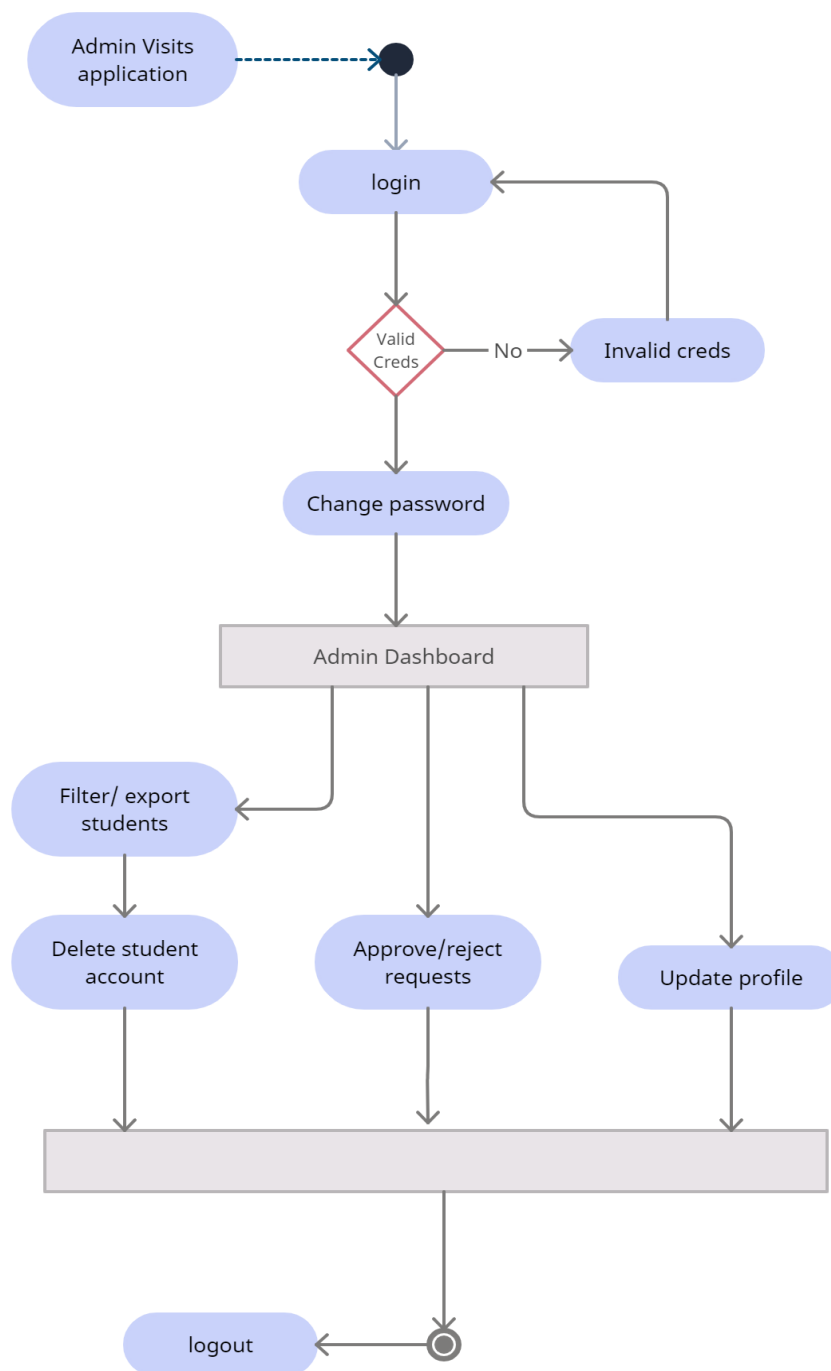 Admin Visits
application
login
Valid
Creds
No
Invalid creds
Change password
Admin Dashboard
Filter/ export
students
Delete student
account
Approve/reject
requests
Update profile
logout